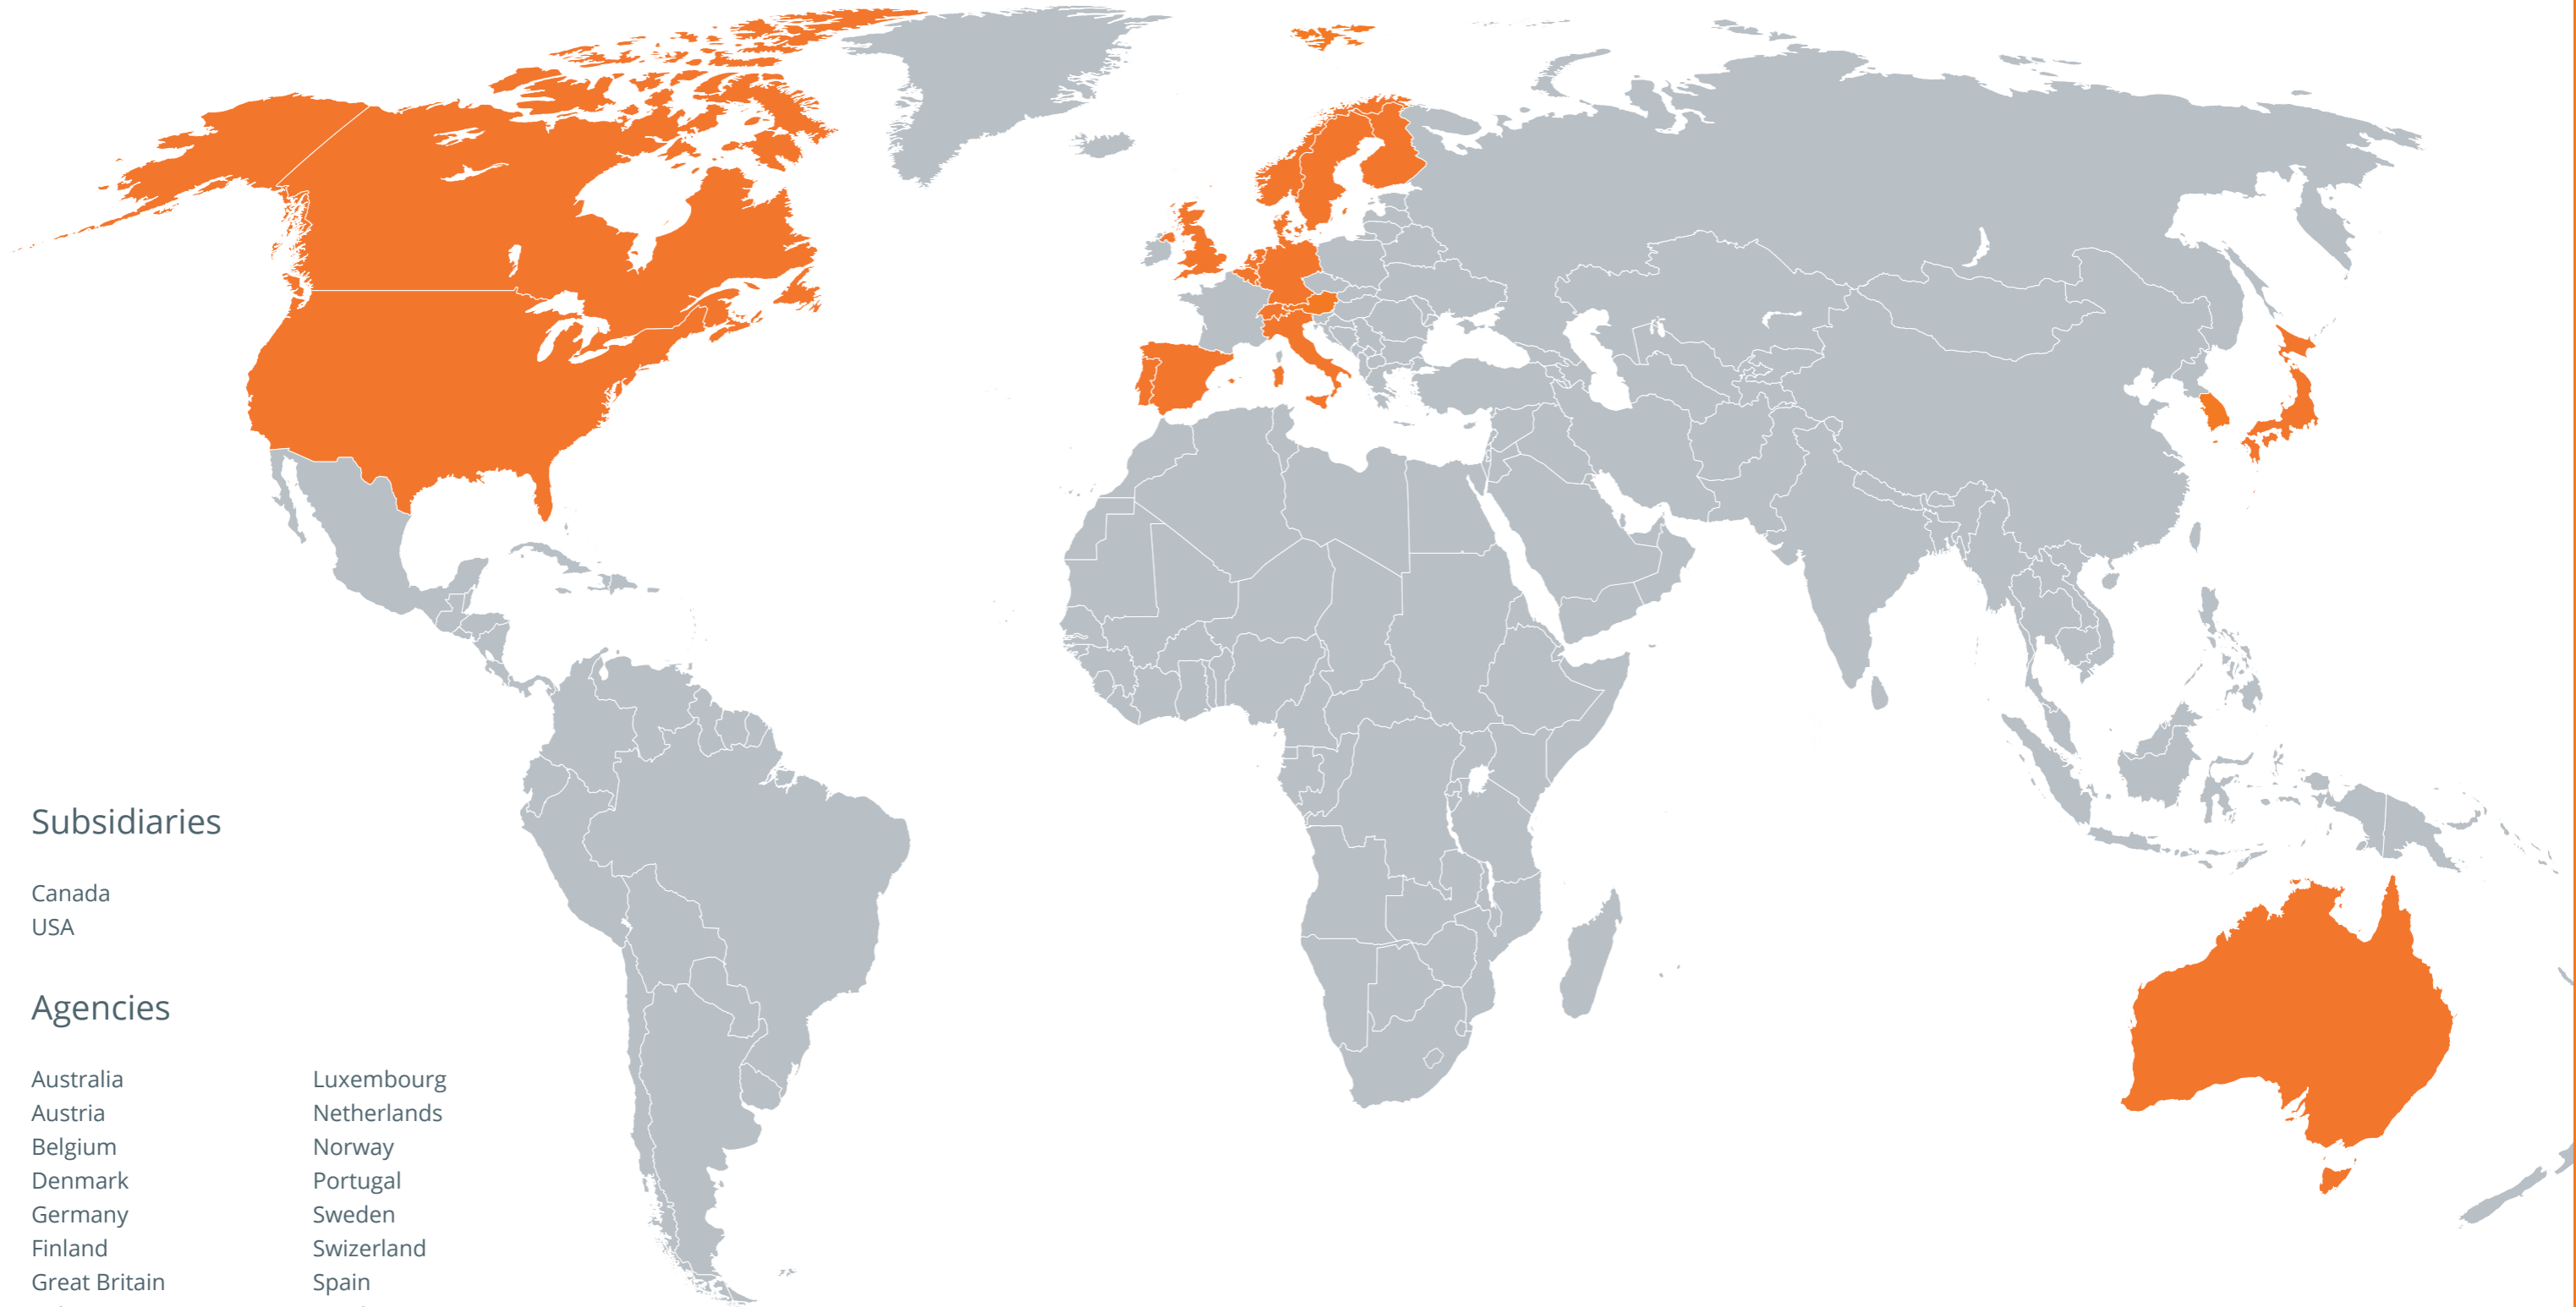 Subsidiaries
Canada
USA
Agencies
Australia
Austria
Belgium
Denmark
Germany
Finland
Great Britain
Luxembourg
Netherlands
Norway
Portugal
Sweden
Swizerland
Spain